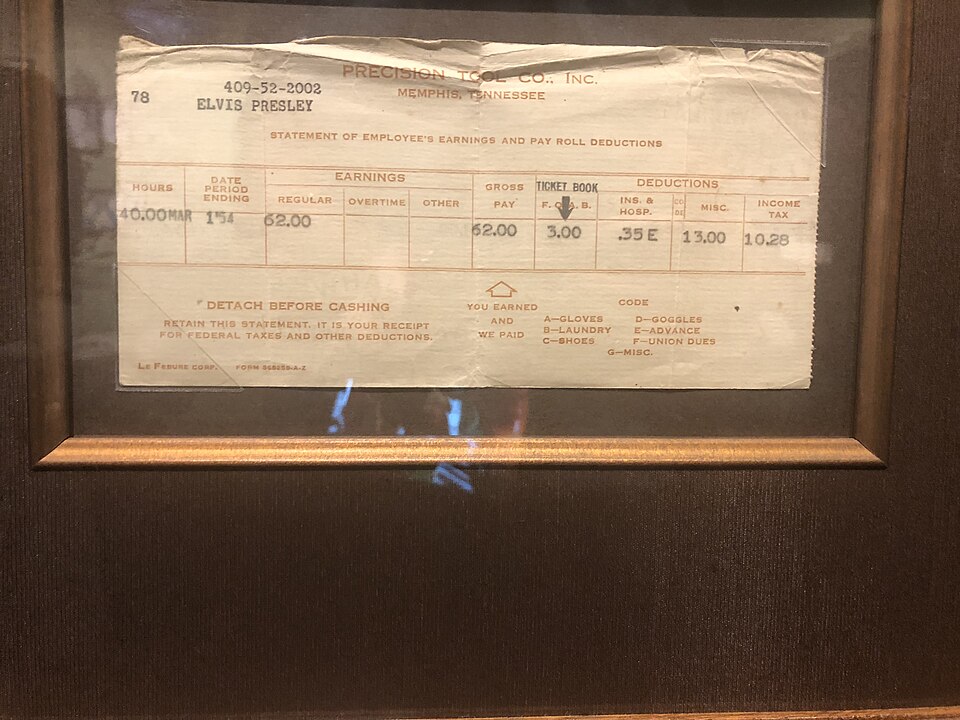 PRECISION TOOL CO., INC.
MEMPHIS, TENNESSEE
78 409-52-2002
ELVIS PRESLEY
STATEMENT OF EMPLOYEE'S EARNINGS AND PAY ROLL DEDUCTIONS
HOURS DATE PERIOD ENDING EARNINGS GROSS PAY TICKET BOOK DEDUCTIONS
REGULAR OVERTIME OTHER F. O. A. B. INS. & HOSP. CODE MISC. INCOME TAX
40.00 MAR 1'54 62.00 62.00 3.00 .35 E 13.00 10.28
DETACH BEFORE CASHING
RETAIN THIS STATEMENT. IT IS YOUR RECEIPT
FOR FEDERAL TAXES AND OTHER DEDUCTIONS.
YOU EARNED
AND
WE PAID
CODE
A—GLOVES D—GOGGLES
B—LAUNDRY E—ADVANCE
C—SHOES F—UNION DUES
G—MISC.
LE FEBURE CORP. FORM